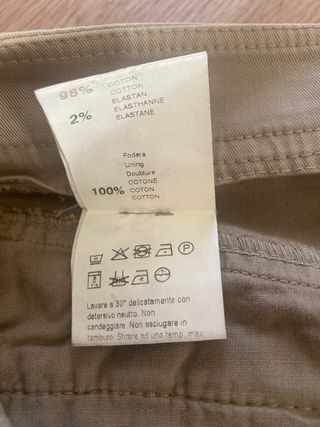 98% COTON
COTTON
ELASTAN
2% ELASTHANNE
ELASTANE
Fodera
Lining
Doublure
COTONE
100% COTON
COTTON
P
Lavare a 30° delicatamente con
detersivo neutro. Non
candeggiare. Non asciugare in
tamburo. Stirare ad una temp. max